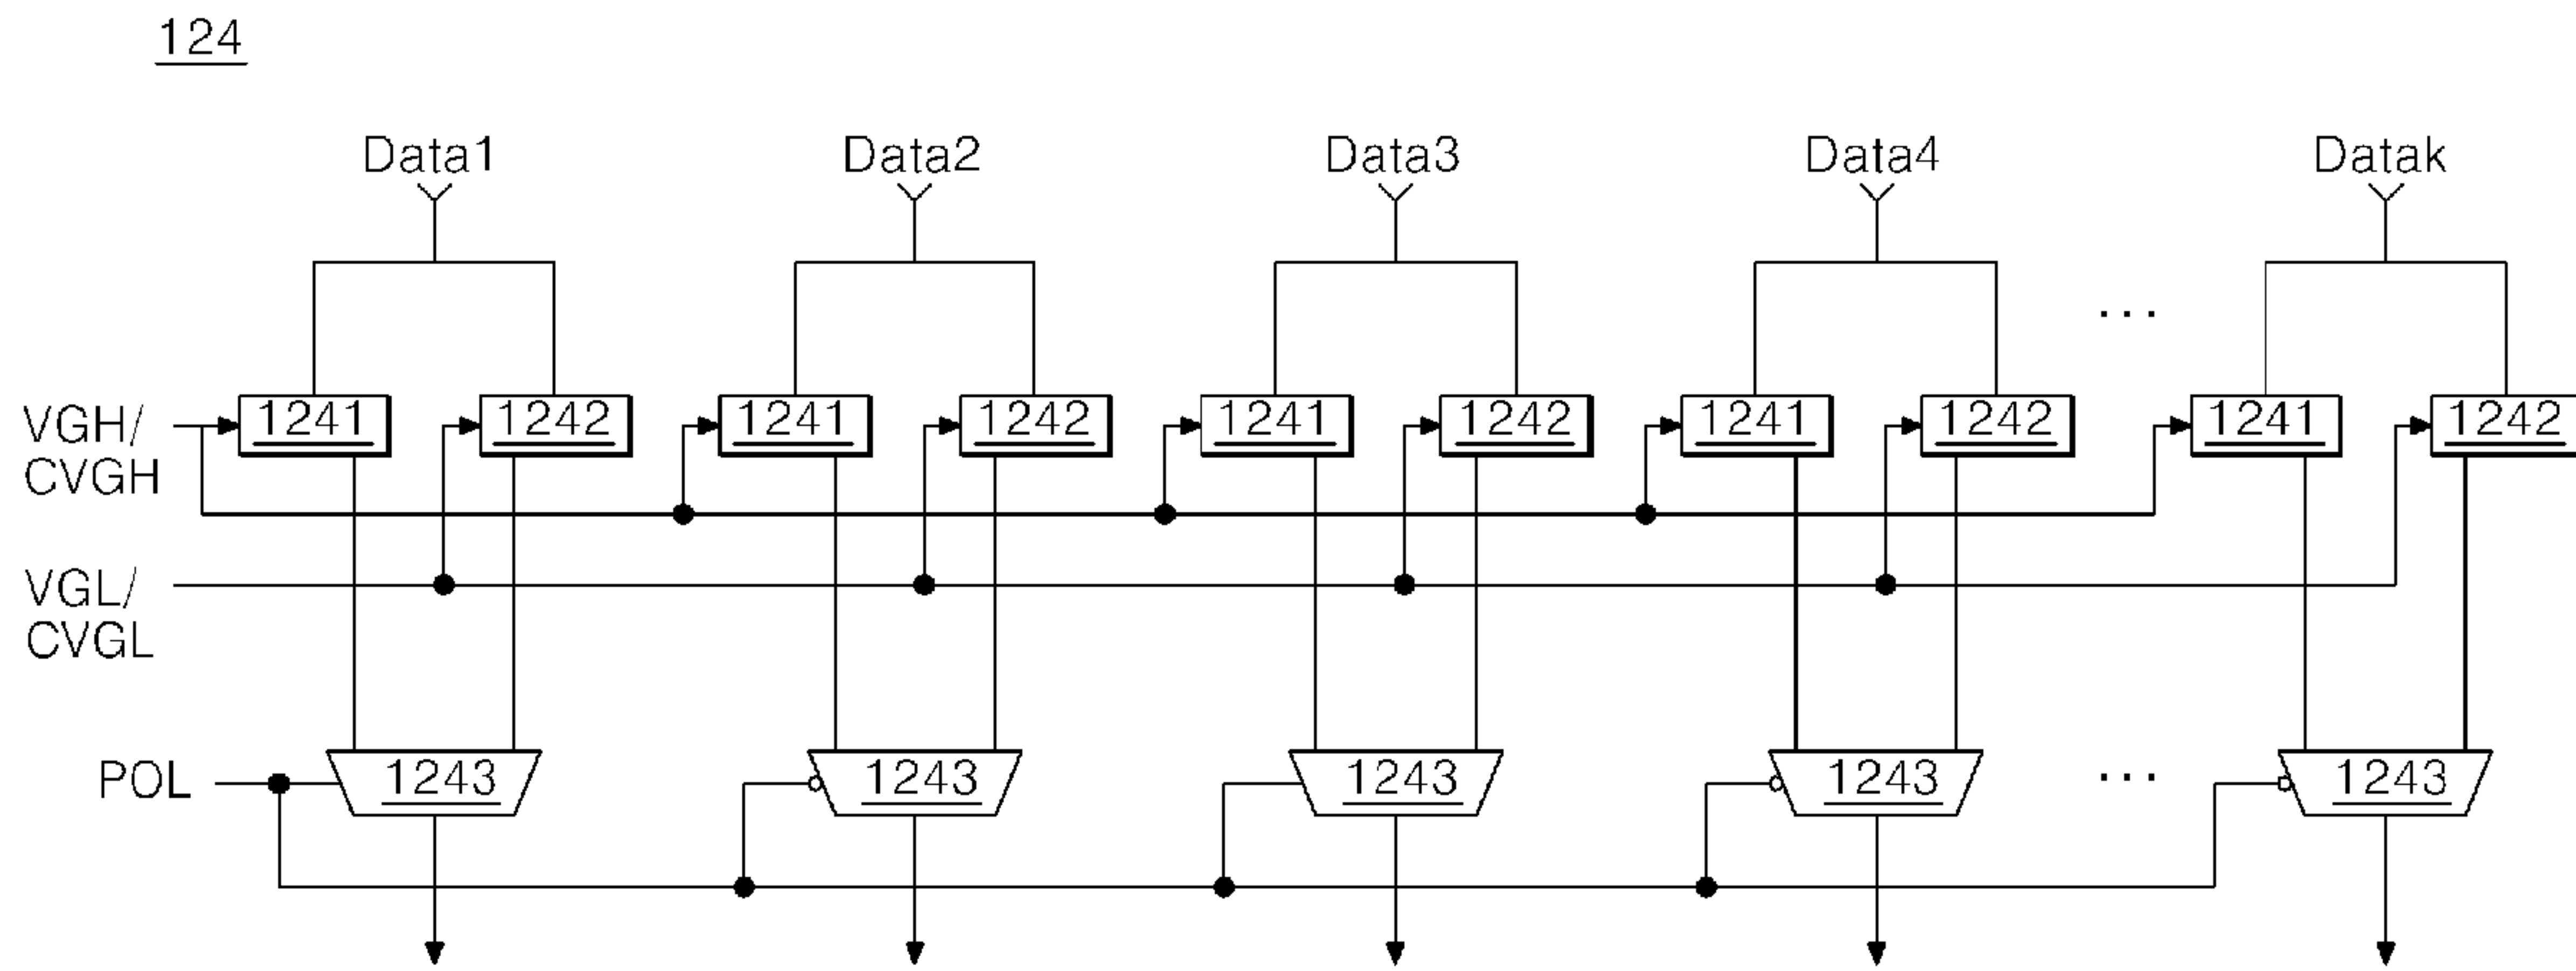 124
Data1 Data2 Data3 Data4 Datak
...
VGH/ 1241 1242 1241 1242 1241 1242 1241 1242 1241 1242
CVGH
VGL/
CVGL
POL 1243 1243 1243 1243 ... 1243